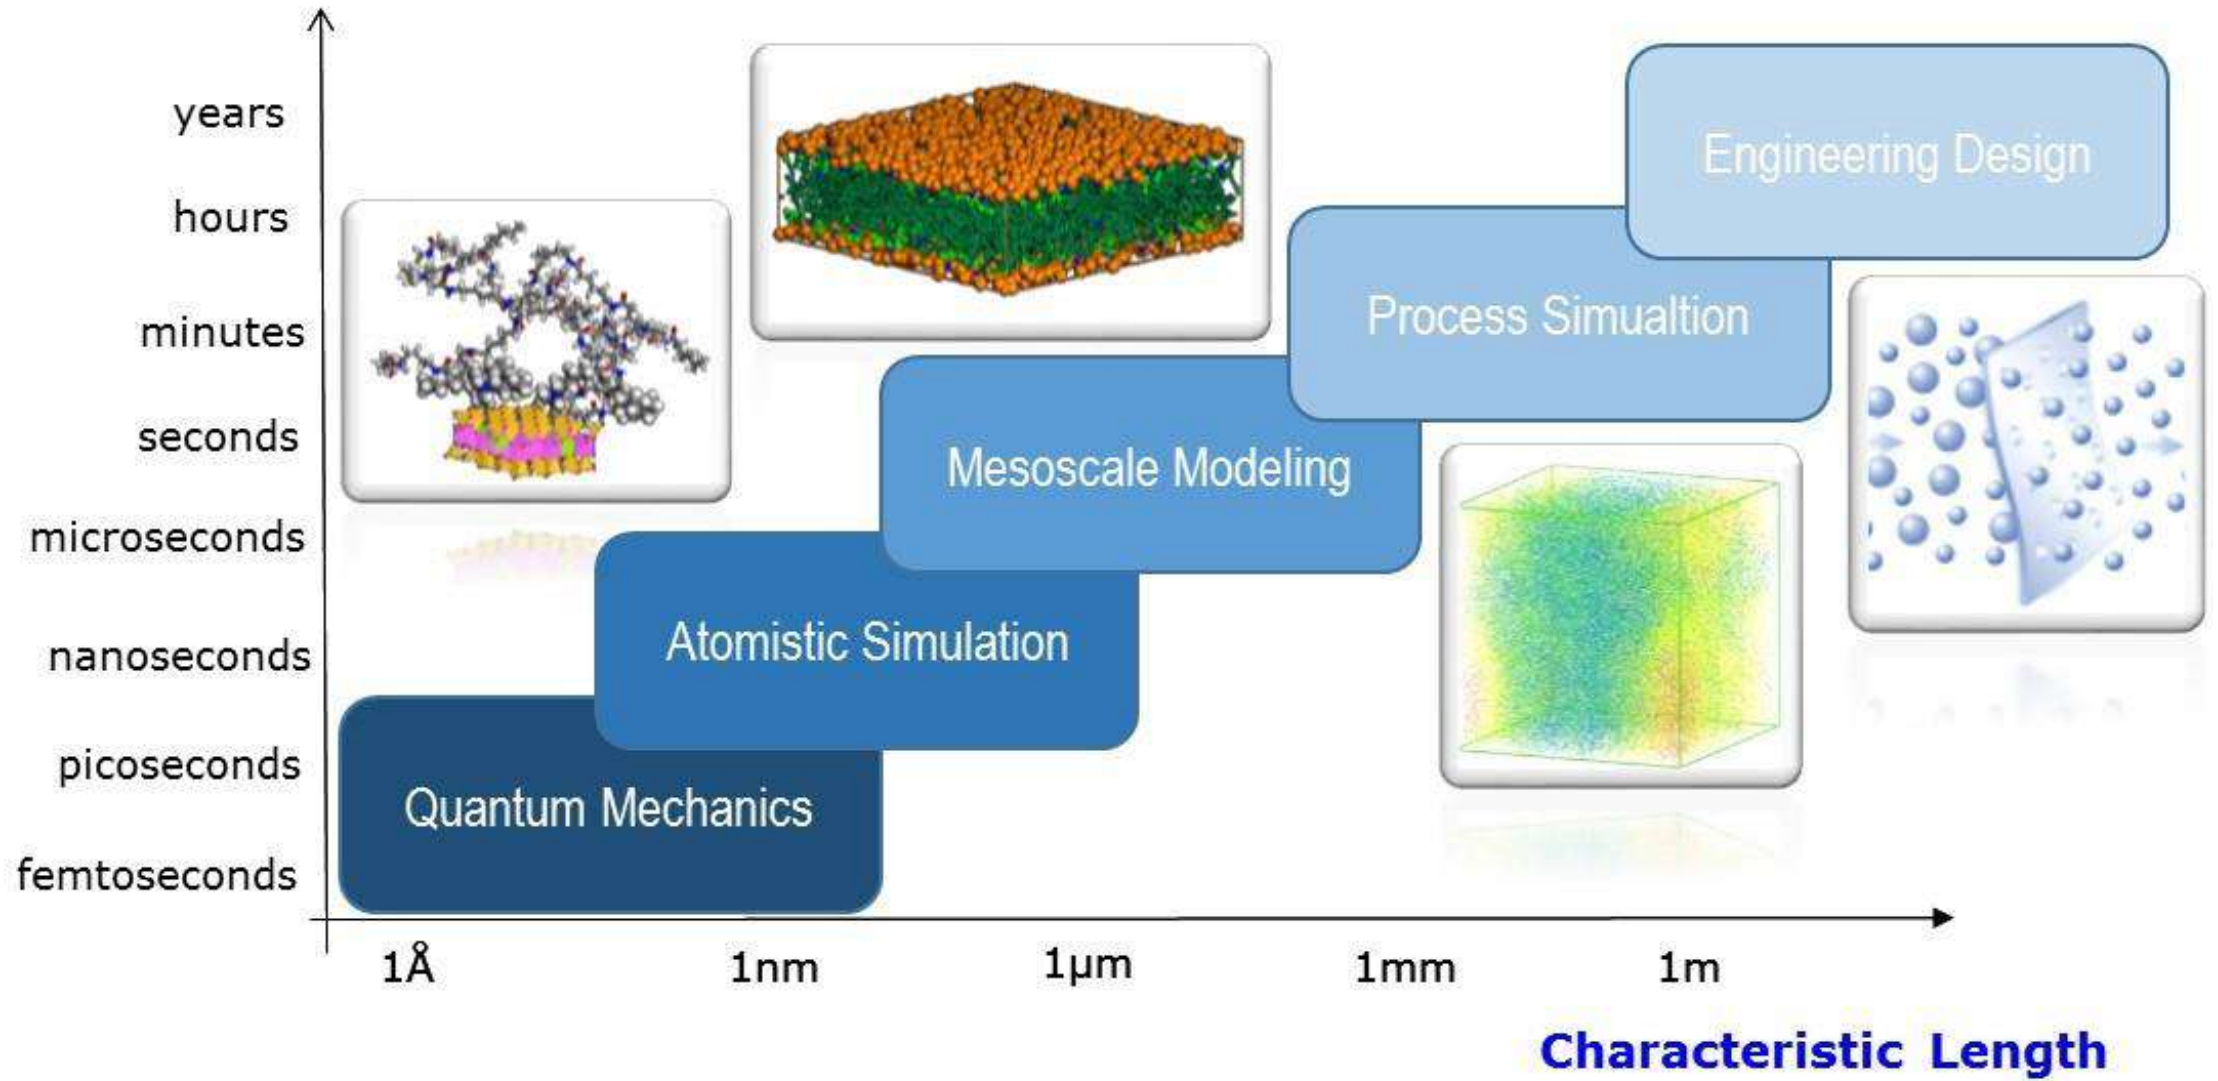 years
hours
minutes
seconds
microseconds
nanoseconds
picoseconds
femtoseconds
Engineering Design
Process Simualtion
Mesoscale Modeling
Atomistic Simulation
Quantum Mechanics
1Å
1nm
1µm
1mm
1m
Characteristic Length